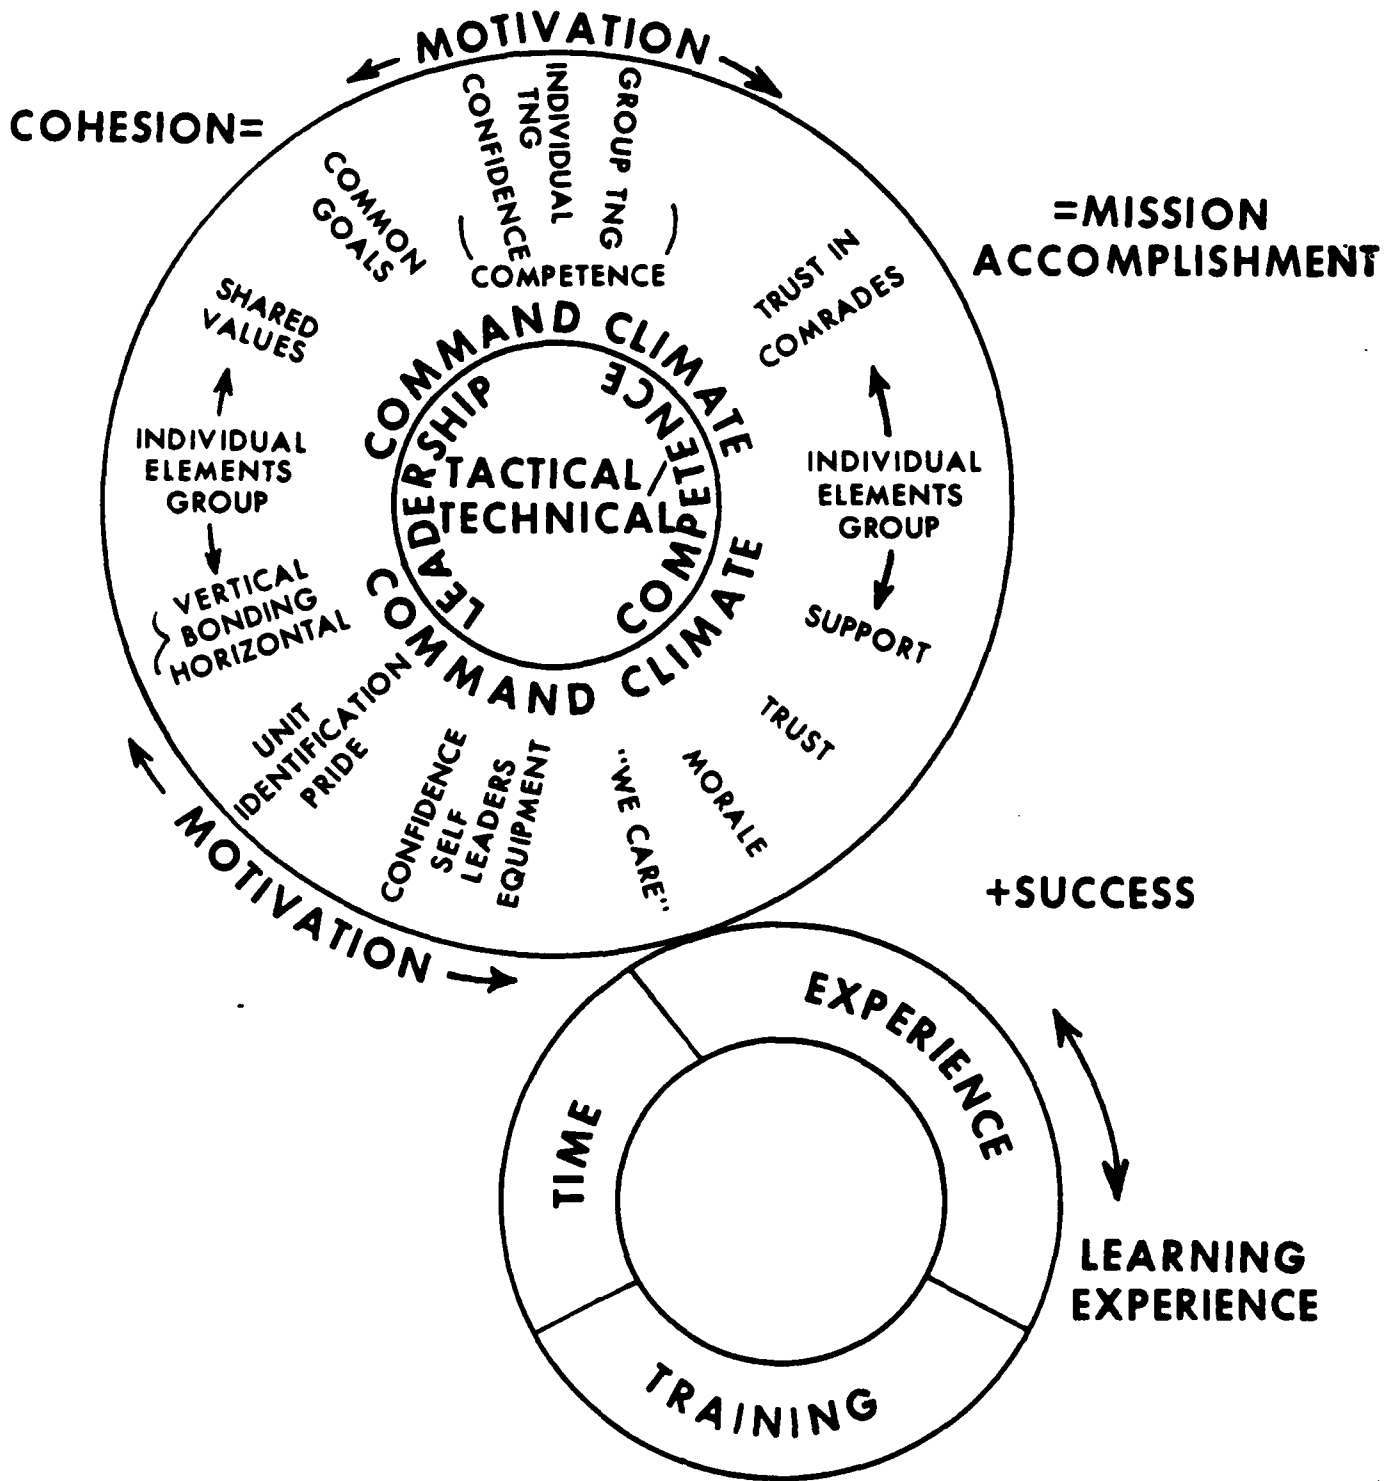 MOTIVATION
COHESION=
COMMON
GOALS
CONFIDENCE
TNG
INDIVIDUAL
GROUP TNG
(COMPETENCE)
=MISSION
ACCOMPLISHMENT
TRUST IN
COMRADES
SHARED
VALUES
COMMAND CLIMATE
LEADERSHIP
TACTICAL/
TECHNICAL
COMPETENCE
COMPETENCE
INDIVIDUAL
ELEMENTS
GROUP
INDIVIDUAL
ELEMENTS
GROUP
VERTICAL
BONDING
HORIZONTAL
COMMAND CLIMATE
SUPPORT
UNIT
IDENTIFICATION
PRIDE
CONFIDENCE
SELF
LEADERS
EQUIPMENT
"WE CARE"
MORALE
TRUST
MOTIVATION
+SUCCESS
EXPERIENCE
TIME
TRAINING
LEARNING
EXPERIENCE